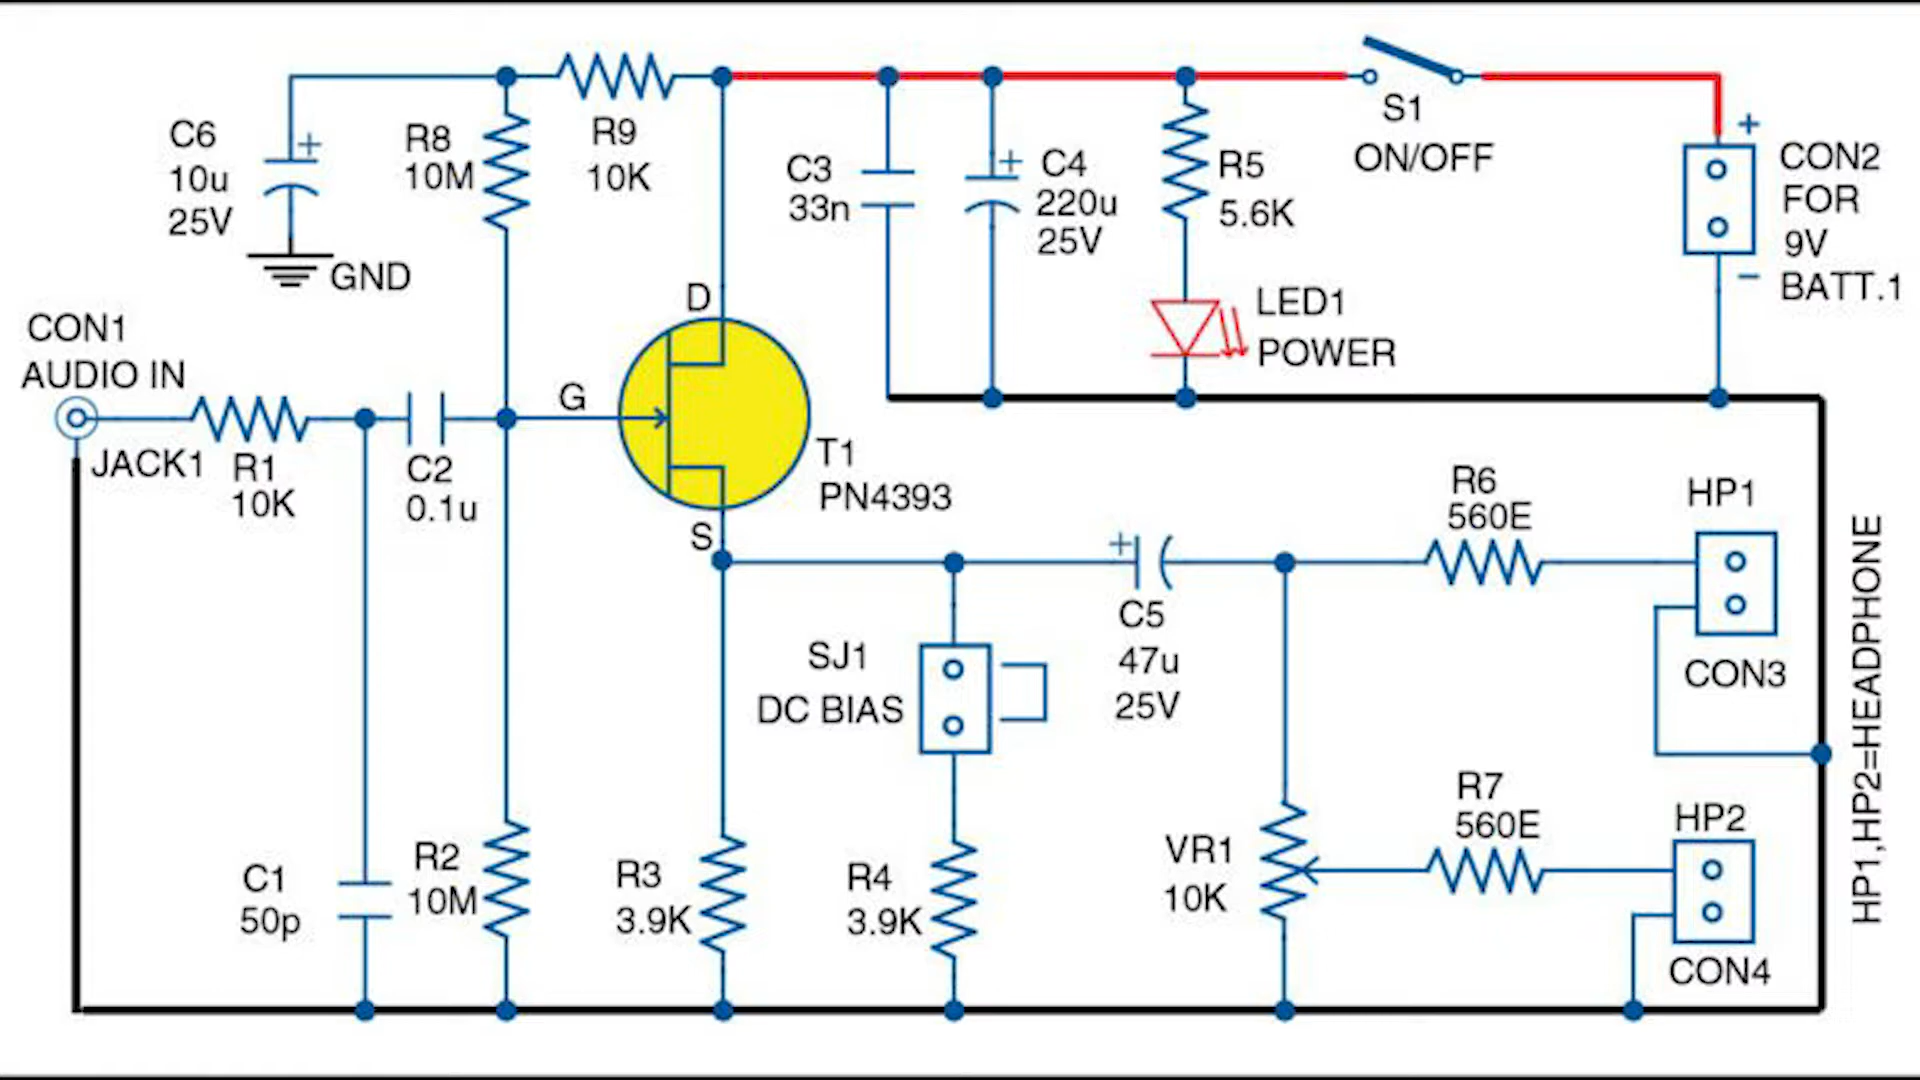 C6
10u
25V
+
GND
R8
10M
R9
10K
C3
33n
+
C4
220u
25V
R5
5.6K
LED1
POWER
S1
ON/OFF
+
CON2
FOR
9V
BATT.1
−
CON1
AUDIO IN
JACK1
R1
10K
C2
0.1u
G
D
S
T1
PN4393
C1
50p
R2
10M
R3
3.9K
SJ1
DC BIAS
R4
3.9K
+
C5
47u
25V
VR1
10K
R6
560E
HP1
CON3
R7
560E
HP2
CON4
HP1,HP2=HEADPHONE